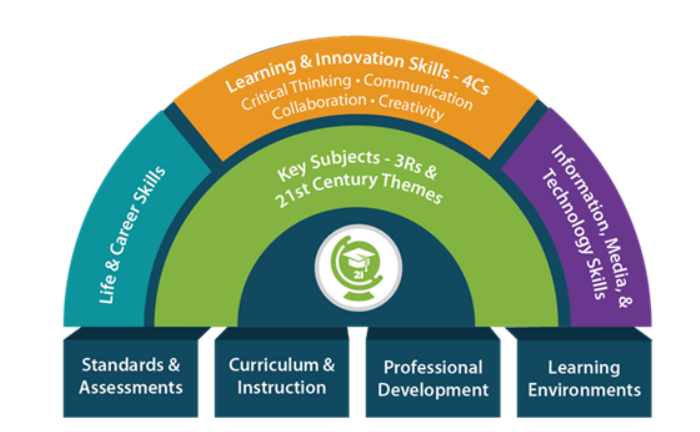 Learning & Innovation Skills - 4Cs
Critical Thinking • Communication
Collaboration • Creativity
Life & Career Skills
Key Subjects - 3Rs &
21st Century Themes
Information, Media, &
Technology Skills
21
Standards &
Assessments
Curriculum &
Instruction
Professional
Development
Learning
Environments